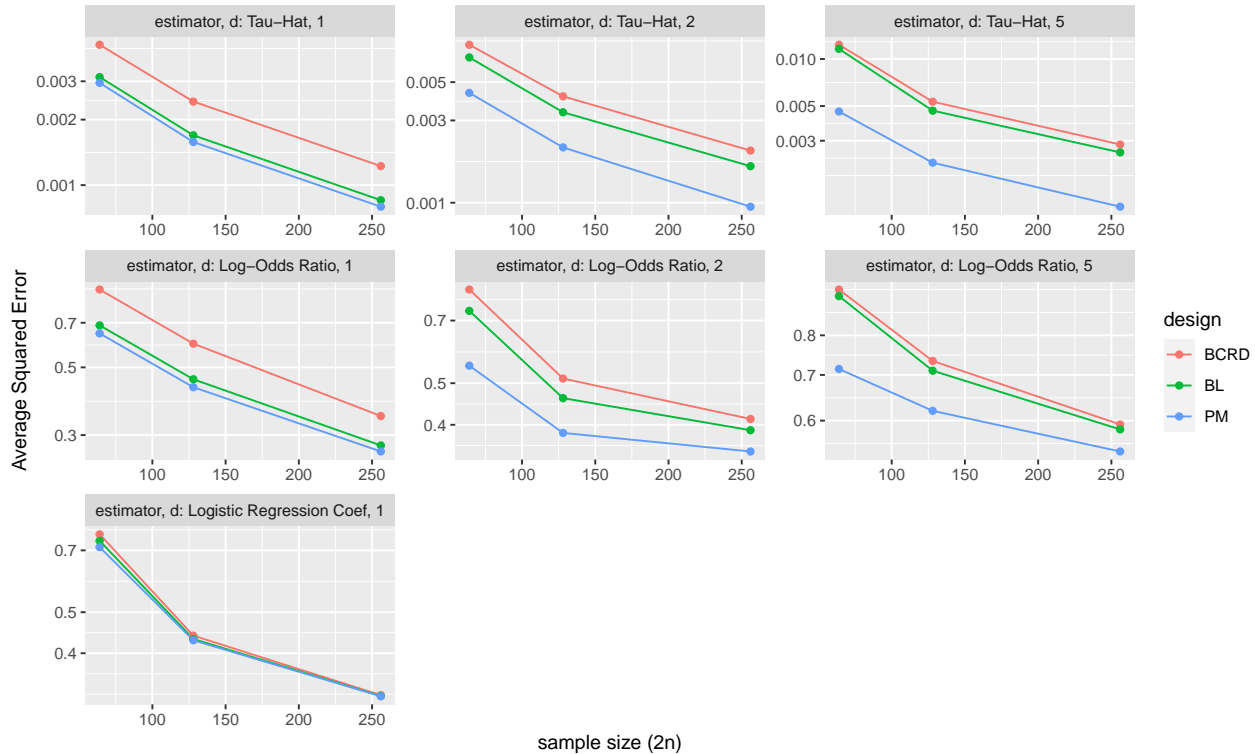 estimator, d: Tau−Hat, 1
estimator, d: Tau−Hat, 2
estimator, d: Tau−Hat, 5
0.003
0.002
0.001
0.005
0.003
0.001
0.010
0.005
0.003
100 150 200 250
100 150 200 250
100 150 200 250
estimator, d: Log−Odds Ratio, 1
estimator, d: Log−Odds Ratio, 2
estimator, d: Log−Odds Ratio, 5
0.7
0.5
0.3
0.7
0.5
0.4
0.8
0.7
0.6
100 150 200 250
100 150 200 250
100 150 200 250
estimator, d: Logistic Regression Coef, 1
0.7
0.5
0.4
100 150 200 250
Average Squared Error
sample size (2n)
design
BCRD
BL
PM